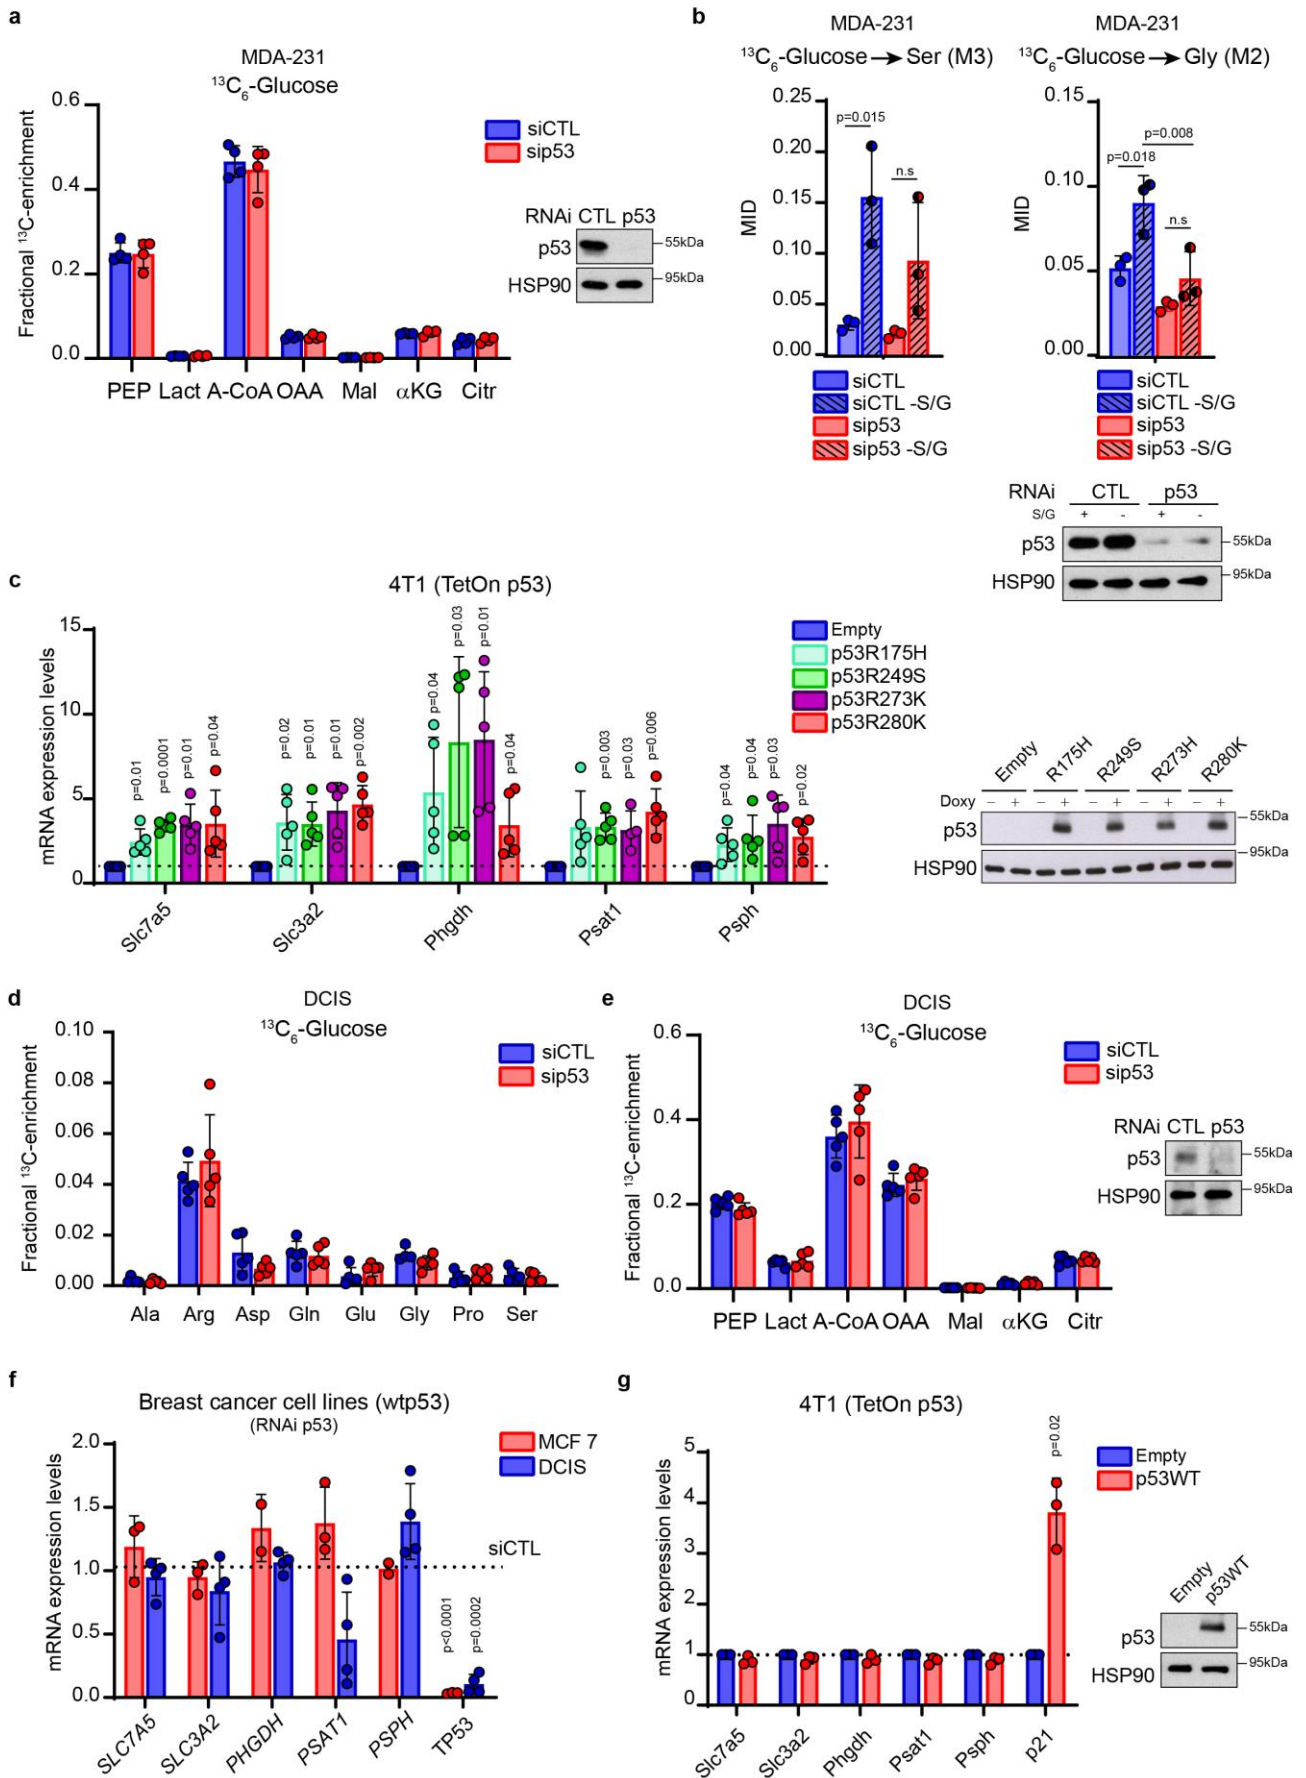 a
MDA-231
¹³C₆-Glucose
Fractional ¹³C-enrichment
0.6
0.4
0.2
0.0
PEP Lact A-CoA OAA Mal αKG Citr
siCTL
sip53
RNAi CTL p53
p53
55kDa
HSP90
95kDa
b
MDA-231
¹³C₆-Glucose → Ser (M3)
MID
0.25
0.20
0.15
0.10
0.05
0.00
p=0.015
n.s
siCTL
siCTL -S/G
sip53
sip53 -S/G
MDA-231
¹³C₆-Glucose → Gly (M2)
MID
0.15
0.10
0.05
0.00
p=0.008
p=0.018
n.s
siCTL
siCTL -S/G
sip53
sip53 -S/G
RNAi CTL p53
S/G + - + -
p53
55kDa
HSP90
95kDa
c
4T1 (TetOn p53)
mRNA expression levels
15
10
5
0
p=0.01
p=0.0001
p=0.01
p=0.04
p=0.02
p=0.01
p=0.01
p=0.002
p=0.04
p=0.03
p=0.01
p=0.04
p=0.003
p=0.03
p=0.006
p=0.04
p=0.04
p=0.03
p=0.02
Slc7a5 Slc3a2 Phgdh Psat1 Psph
Empty
p53R175H
p53R249S
p53R273K
p53R280K
Empty R175H R249S R273H R280K
Doxy – + – + – + – + – +
p53
55kDa
HSP90
95kDa
d
DCIS
¹³C₆-Glucose
Fractional ¹³C-enrichment
0.10
0.08
0.06
0.04
0.02
0.00
Ala Arg Asp Gln Glu Gly Pro Ser
siCTL
sip53
e
DCIS
¹³C₆-Glucose
Fractional ¹³C-enrichment
0.6
0.4
0.2
0.0
PEP Lact A-CoA OAA Mal αKG Citr
siCTL
sip53
RNAi CTL p53
p53
55kDa
HSP90
95kDa
f
Breast cancer cell lines (wtp53)
(RNAi p53)
mRNA expression levels
2.0
1.5
1.0
0.5
0.0
siCTL
p<0.0001
p=0.0002
SLC7A5 SLC3A2 PHGDH PSAT1 PSPH TP53
MCF 7
DCIS
g
4T1 (TetOn p53)
mRNA expression levels
5
4
3
2
1
0
p=0.02
Slc7a5 Slc3a2 Phgdh Psat1 Psph p21
Empty
p53WT
Empty p53WT
p53
55kDa
HSP90
95kDa